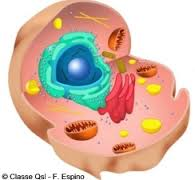 © Classe Qsl - F. Espino